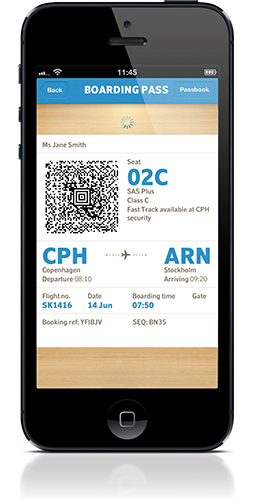 11:45
Back BOARDING PASS Passbook
Ms Jane Smith
Seat
02C
SAS Plus
Class C
Fast Track available at CPH
security
CPH ARN
Copenhagen Stockholm
Departure 08:10 Arriving 09:20
Flight no. Date Boarding time Gate
SK1416 14 Jun 07:50
Booking ref: YFIBJV SEQ: BN35